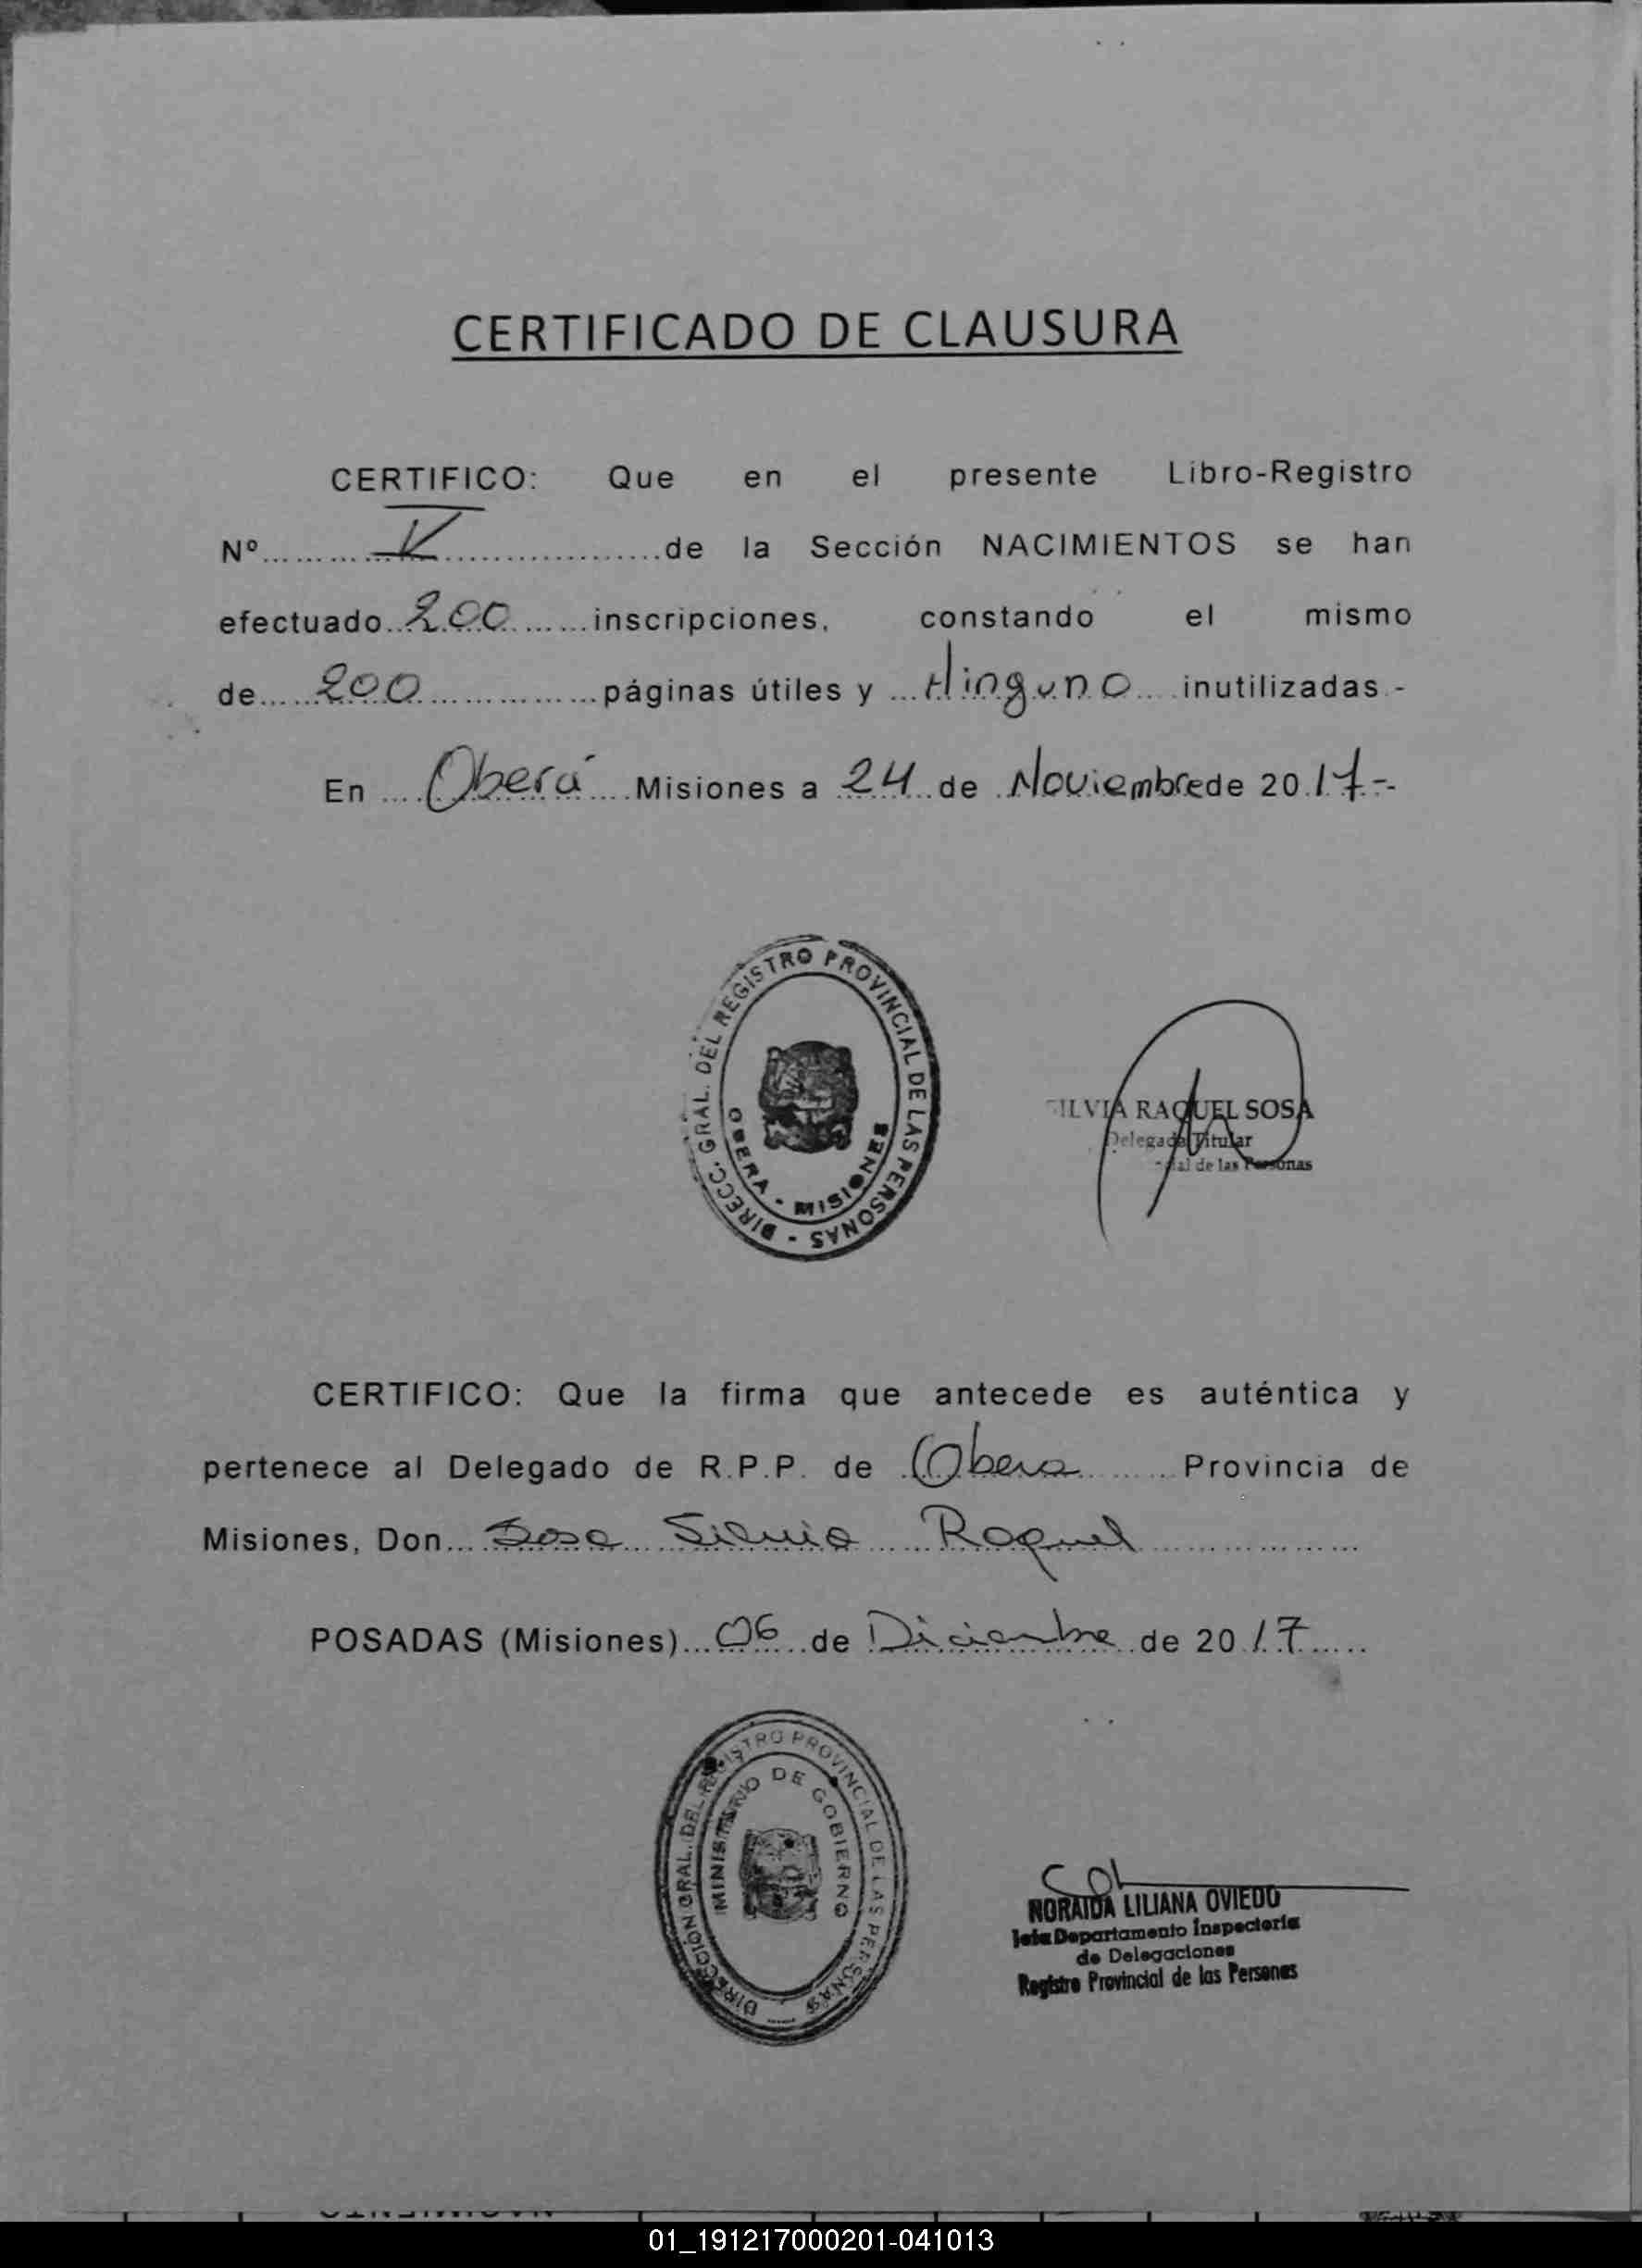 CERTIFICADO DE CLAUSURA
CERTIFICO: Que en el presente Libro-Registro
Nº..........V..................de la Sección NACIMIENTOS se han
efectuado..200.......inscripciones, constando el mismo
de......200...............páginas útiles y ...Ninguno....inutilizadas.-
En ....Oberá....Misiones a 24 de Noviembre de 2017.-
DIRECC. GRAL. DEL REGISTRO PROVINCIAL DE LAS PERSONAS -
OBERA - MISIONES
SILVIA RAQUEL SOSA
Delegada Titular
de las Personas
CERTIFICO: Que la firma que antecede es auténtica y
pertenece al Delegado de R.P.P. de Obera........Provincia de
Misiones, Don....Sosa Silvia Raquel..............
POSADAS (Misiones)...06...de Diciembre de 2017.....
DIRECCIÓN GRAL. DEL REGISTRO PROVINCIAL DE LAS PERSONAS
MINISTERIO DE GOBIERNO
NORAIDA LILIANA OVIEDO
Jefa Departamento Inspectoría
de Delegaciones
Registro Provincial de las Personas
01_191217000201-041013